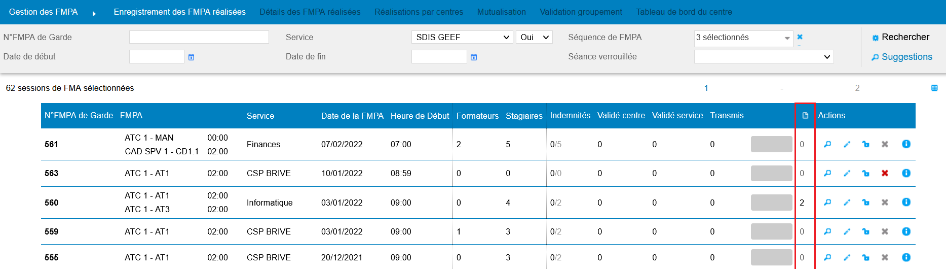 Gestion des FMPA Enregistrement des FMPA réalisées Détails des FMPA réalisées Réalisations par centres Mutualisation Validation groupement Tableau de bord du centre
N°FMPA de Garde Service SDIS GEEF Oui Séquence de FMPA 3 sélectionnés Rechercher
Date de début Date de fin Séance verrouillée Suggestions
62 sessions de FMA sélectionnées 1 2
N°FMPA de Garde FMPA Service Date de la FMPA Heure de Début Formateurs Stagiaires Indemnités Validé centre Validé service Transmis Actions
ATC 1 - MAN 00:00
561 Finances 07/02/2022 07:00 2 5 0/5 0 0 0 0
CAD SPV 1 - CD1.1 02:00
563 ATC 1 - AT1 02:00 CSP BRIVE 10/01/2022 08:59 0 0 0/0 0 0 0 0
ATC 1 - AT1 02:00
560 Informatique 03/01/2022 09:00 0 4 0/2 0 0 0 2
ATC 1 - AT3 02:00
559 ATC 1 - AT1 02:00 CSP BRIVE 03/01/2022 09:00 1 3 0/2 0 0 0 0
555 ATC 1 - AT1 02:00 CSP BRIVE 20/12/2021 09:00 0 3 0/2 0 0 0 0